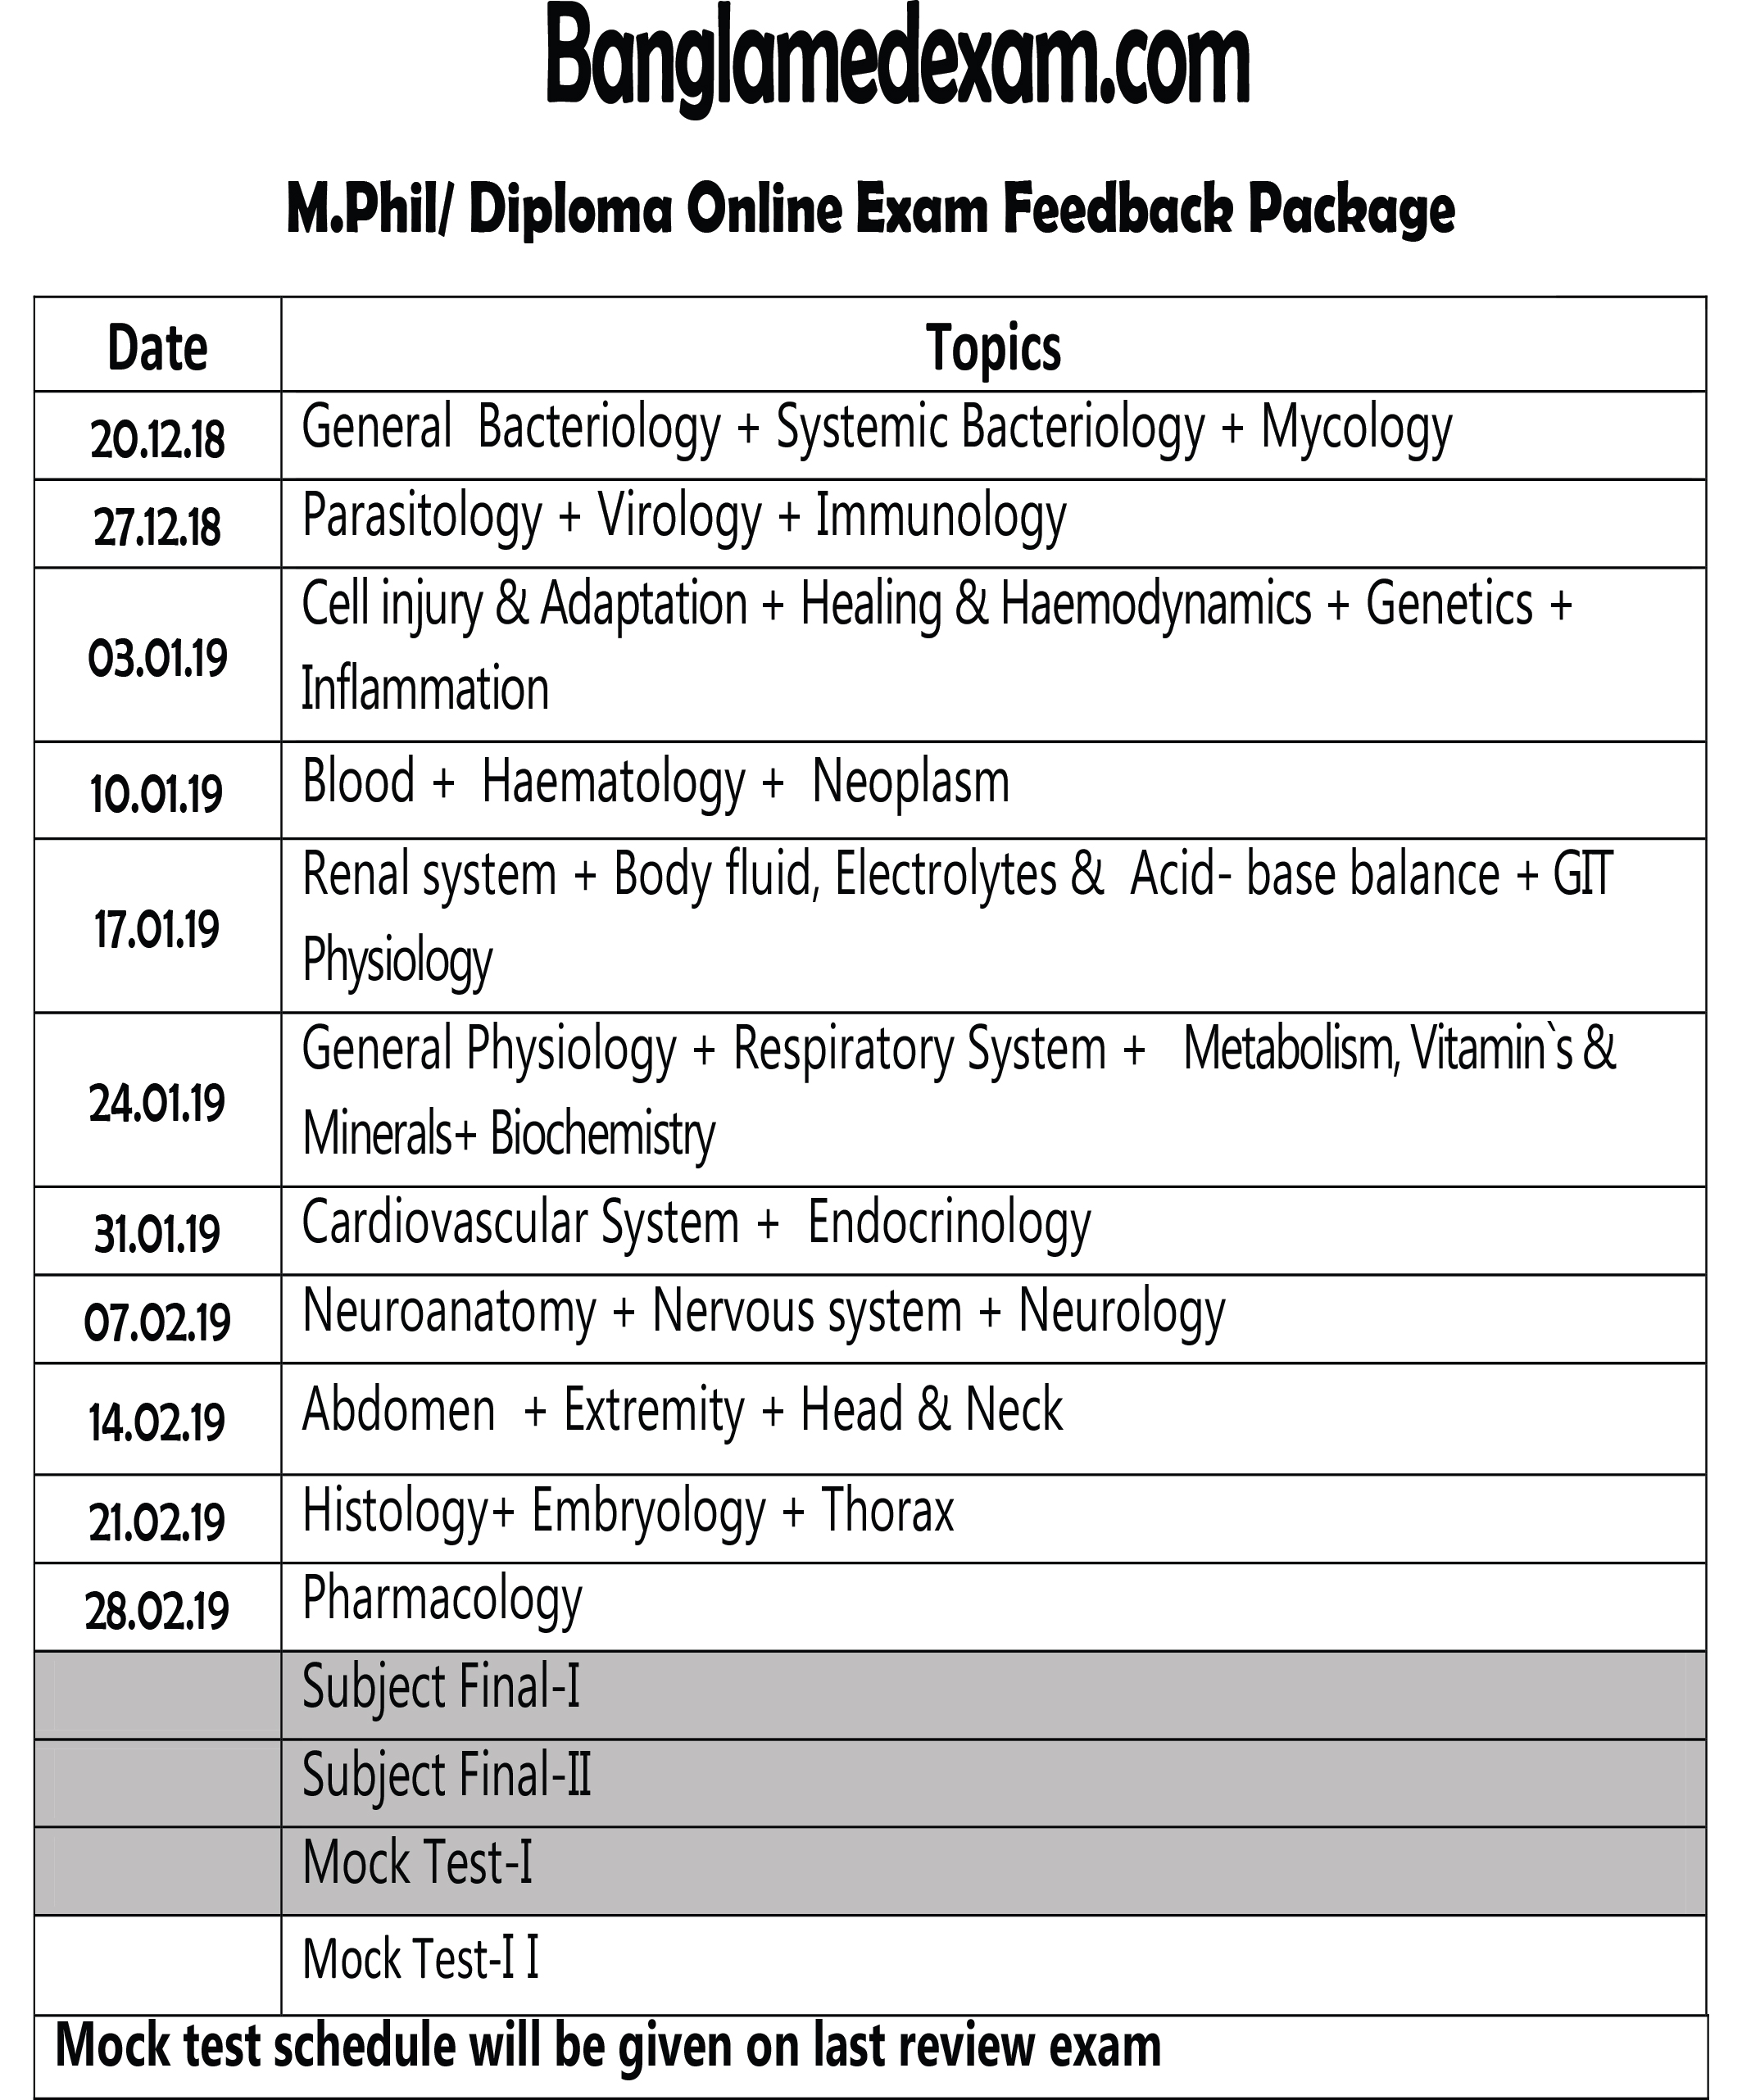 Banglamedexam.com
M.Phil/ Diploma Online Exam Feedback Package
Date Topics
20.12.18 General Bacteriology + Systemic Bacteriology + Mycology
27.12.18 Parasitology + Virology + Immunology
03.01.19 Cell injury & Adaptation + Healing & Haemodynamics + Genetics +
Inflammation
10.01.19 Blood + Haematology + Neoplasm
17.01.19 Renal system + Body fluid, Electrolytes & Acid- base balance + GIT
Physiology
24.01.19 General Physiology + Respiratory System + Metabolism, Vitamin`s &
Minerals+ Biochemistry
31.01.19 Cardiovascular System + Endocrinology
07.02.19 Neuroanatomy + Nervous system + Neurology
14.02.19 Abdomen + Extremity + Head & Neck
21.02.19 Histology+ Embryology + Thorax
28.02.19 Pharmacology
Subject Final-I
Subject Final-II
Mock Test-I
Mock Test-I I
Mock test schedule will be given on last review exam